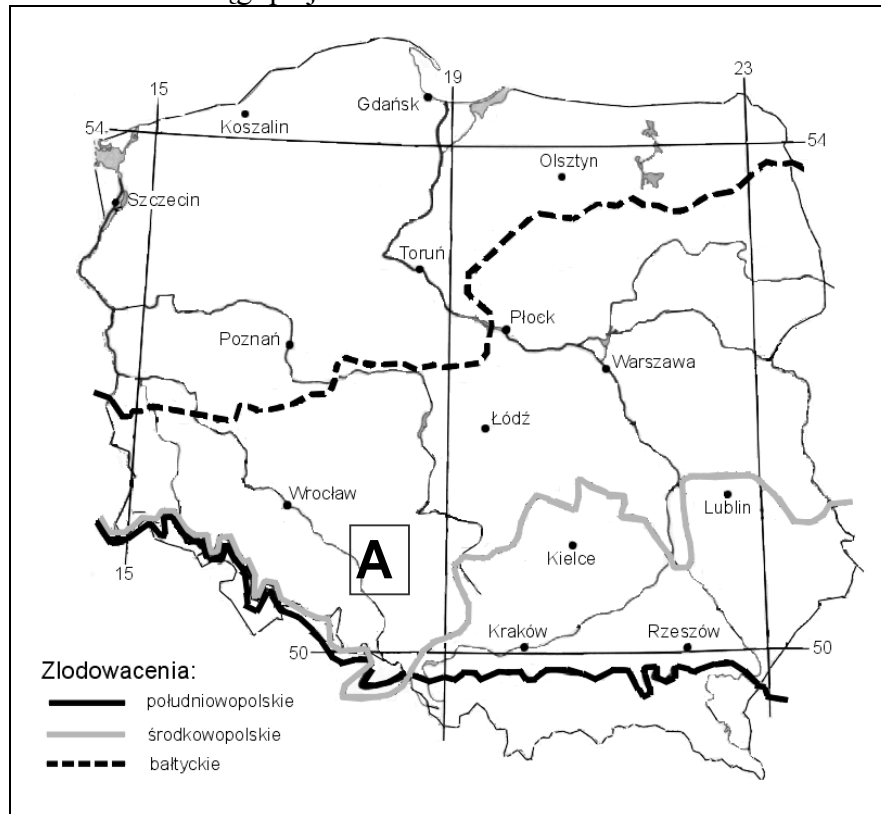 15
19
23
Gdańsk
Koszalin
54
54
Olsztyn
Szczecin
Toruń
Płock
Poznań
Warszawa
Łódź
Wrocław
Lublin
A
Kielce
15
Kraków
Rzeszów
50
50
Zlodowacenia:
południowopolskie
środkowopolskie
bałtyckie